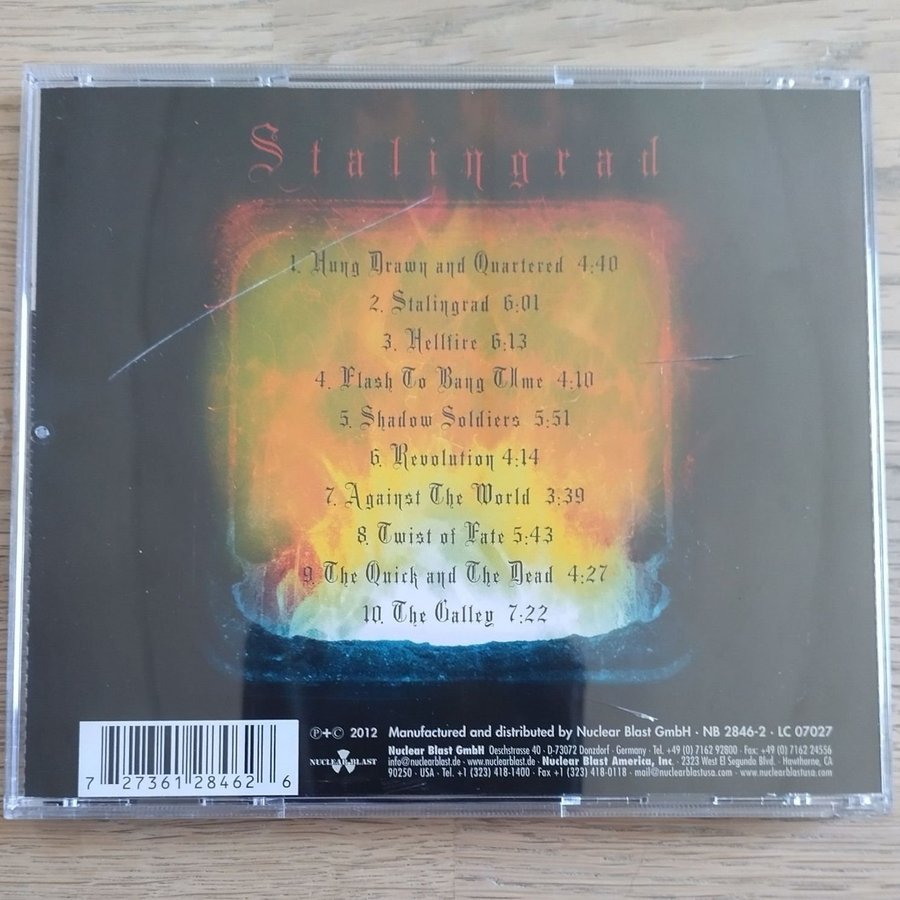 Stalingrad
1. Hung Drawn and Quartered 4:40
2. Stalingrad 6:01
3. Hellfire 6:13
4. Flash To Bang TIme 4:10
5. Shadow Soldiers 5:51
6. Revolution 4:14
7. Against The World 3:39
8. Twist of Fate 5:43
9. The Quick and The Dead 4:27
10. The Galley 7:22
℗+© 2012 Manufactured and distributed by Nuclear Blast GmbH · NB 2846-2 · LC 07027
Nuclear Blast GmbH Oeschstrasse 40 · D-73072 Donzdorf · Germany · Tel. +49 (0) 7162 92800 · Fax: +49 (0) 7162 24556
info@nuclearblast.de · www.nuclearblast.de · Nuclear Blast America, Inc. · 2323 West El Segundo Blvd. · Hawthorne, CA
90250 · USA · Tel. +1 (323) 418-1400 · Fax +1 (323) 418-0118 · mail@nuclearblastusa.com · www.nuclearblastusa.com
NUCLEAR BLAST
7 27361 28462 6